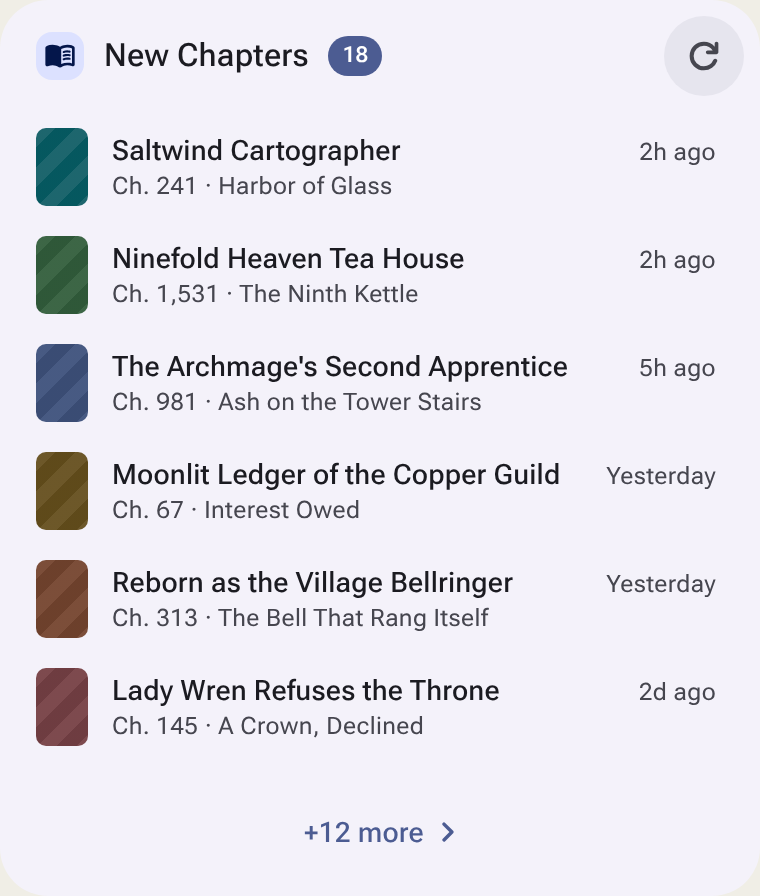 New Chapters 18
Saltwind Cartographer 2h ago
Ch. 241 · Harbor of Glass
Ninefold Heaven Tea House 2h ago
Ch. 1,531 · The Ninth Kettle
The Archmage's Second Apprentice 5h ago
Ch. 981 · Ash on the Tower Stairs
Moonlit Ledger of the Copper Guild Yesterday
Ch. 67 · Interest Owed
Reborn as the Village Bellringer Yesterday
Ch. 313 · The Bell That Rang Itself
Lady Wren Refuses the Throne 2d ago
Ch. 145 · A Crown, Declined
+12 more